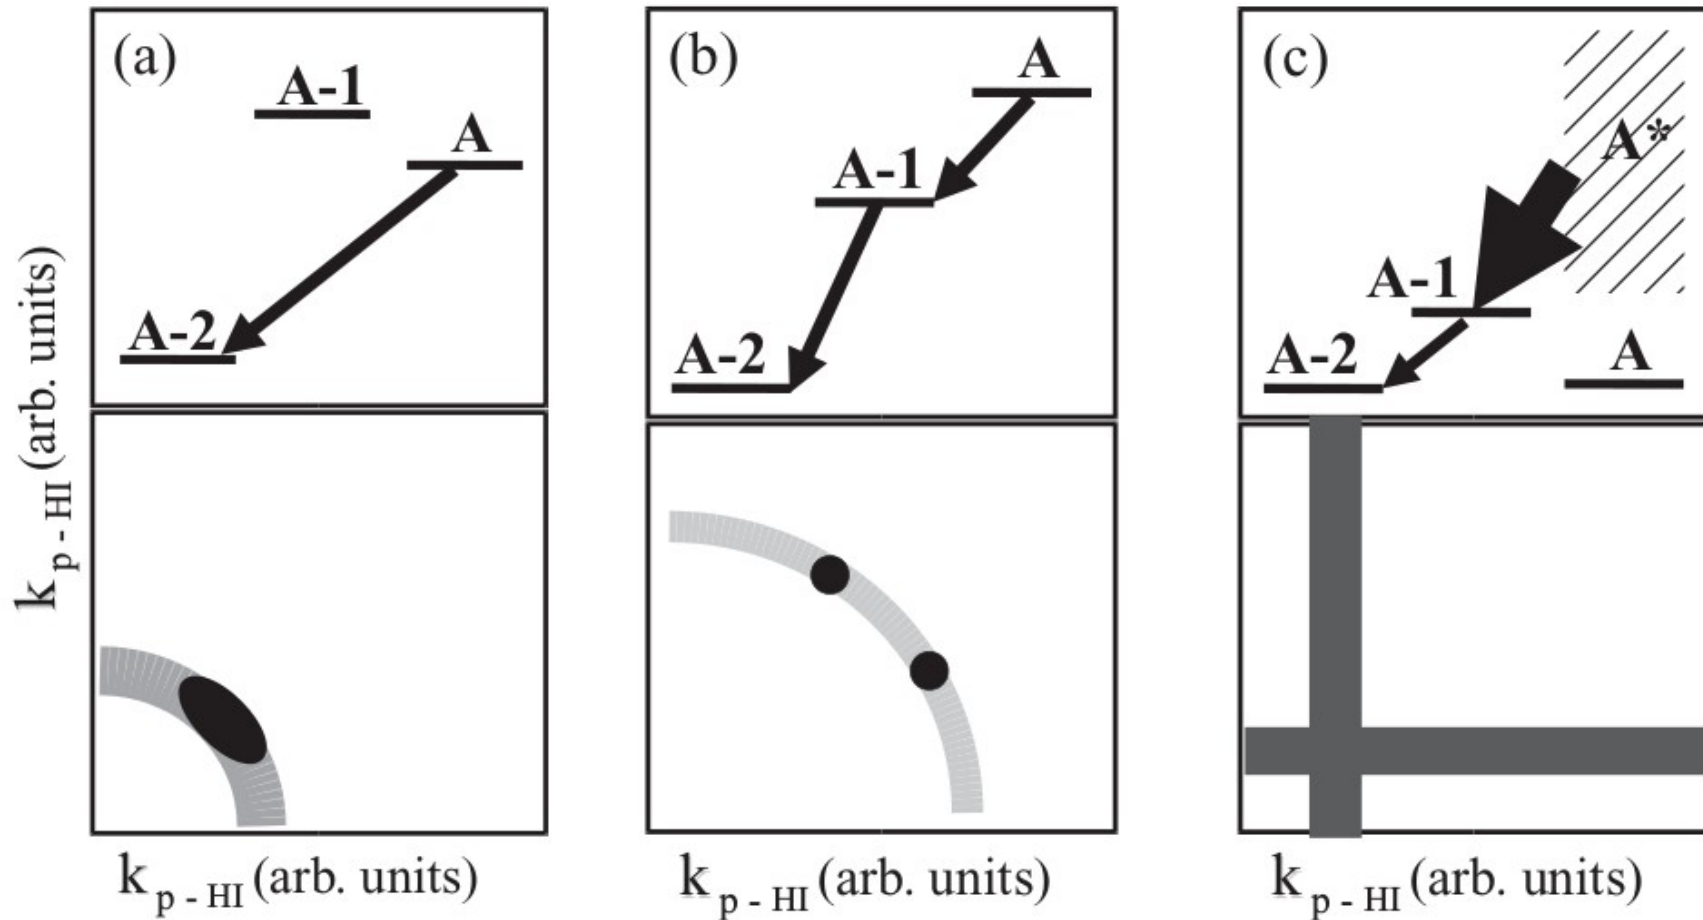 (a)
A-1
A
A-2
(b)
A
A-1
A-2
(c)
A*
A-1
A-2
A
k p - HI (arb. units)
k p - HI (arb. units)
k p - HI (arb. units)
k p - HI (arb. units)